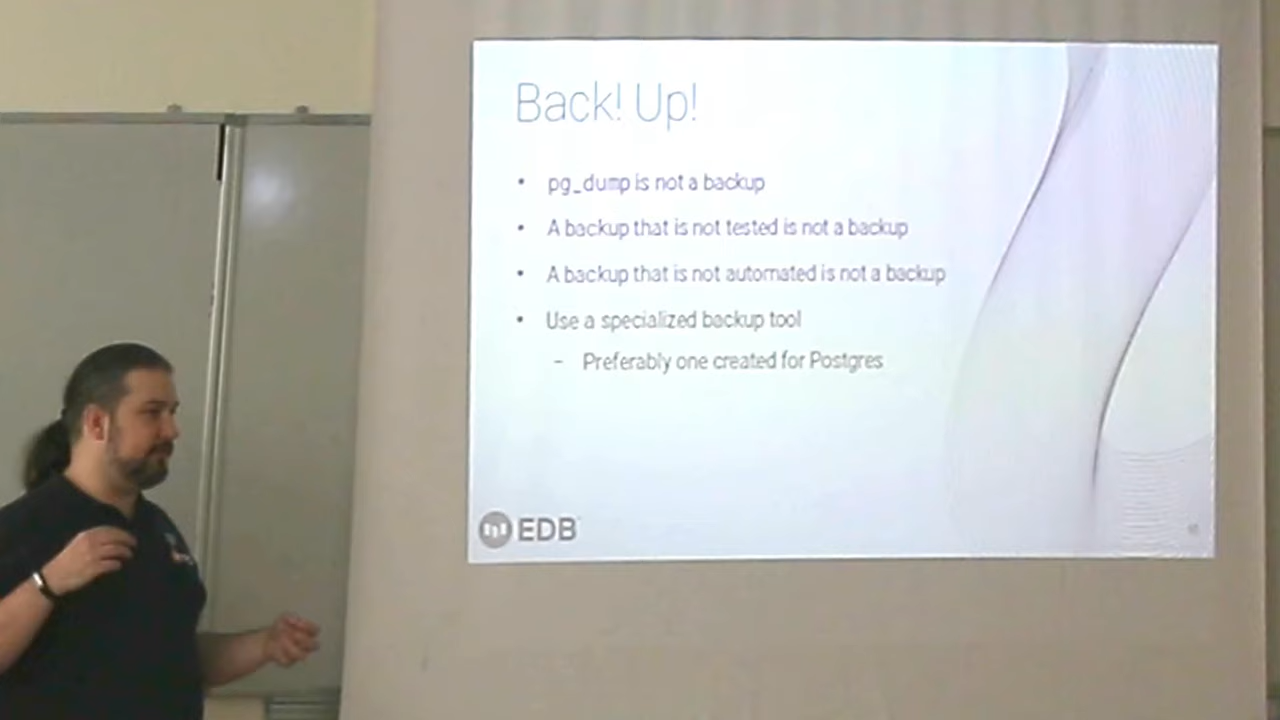 Back! Up!
• pg_dump is not a backup
• A backup that is not tested is not a backup
• A backup that is not automated is not a backup
• Use a specialized backup tool
– Preferably one created for Postgres
EDB